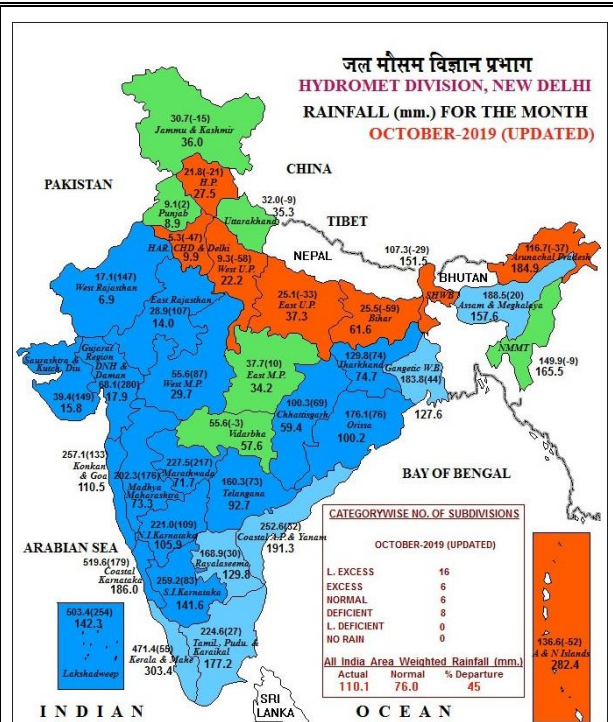 जल मौसम विज्ञान प्रभाग
HYDROMET DIVISION, NEW DELHI
RAINFALL (mm.) FOR THE MONTH
OCTOBER-2019 (UPDATED)
30.7(-15)
Jammu & Kashmir
36.0
CHINA
PAKISTAN
21.8(-21)
H.P.
27.5
9.1(2)
Punjab
8.9
32.0(-9)
35.3
Uttarakhand
TIBET
NEPAL
5.3(-47)
HAR. CHD & Delhi
9.9
9.3(-58)
West U.P.
22.2
107.3(-29)
151.5
BHUTAN
SHWB
116.7(-37)
Arunachal Pradesh
184.9
17.1(147)
West Rajasthan
6.9
East Rajasthan
28.9(107)
14.0
25.1(-33)
East U.P.
37.3
25.5(-59)
Bihar
61.6
188.5(20)
Assam & Meghalaya
157.6
NMMT
149.9(-9)
165.5
Saurashtra &
Kutch, Diu
39.4(149)
15.8
Gujarat
Region
DNH &
Daman
68.1(280)
17.9
55.6(87)
West M.P.
29.7
37.7(10)
East M.P.
34.2
129.8(74)
Jharkhand
74.7
Gangetic W.B.
183.8(44)
127.6
100.3(69)
Chhattisgarh
59.4
176.1(76)
Orissa
100.2
55.6(-3)
Vidarbha
57.6
257.1(133)
Konkan
& Goa
110.5
202.3(176)
Madhya
Maharashtra
73.3
227.5(217)
Marathwada
71.7
160.3(73)
Telangana
92.7
BAY OF BENGAL
221.0(109)
N.I.Karnataka
105.9
252.6(32)
Coastal A.P. & Yanam
191.3
ARABIAN SEA
519.6(179)
Coastal
Karnataka
186.0
168.9(30)
Rayalaseema
129.8
259.2(83)
S.I.Karnataka
141.6
503.4(254)
142.3
Lakshadweep
471.4(55)
Kerala & Mahe
303.4
224.6(27)
Tamil., Pudu. &
Karaikal
177.2
CATEGORYWISE NO. OF SUBDIVISIONS
OCTOBER-2019 (UPDATED)
L. EXCESS 16
EXCESS 6
NORMAL 6
DEFICIENT 8
L. DEFICIENT 0
NO RAIN 0
All India Area Weighted Rainfall (mm.)
Actual Normal % Departure
110.1 76.0 45
136.6(-52)
A & N Islands
282.4
SRI
LANKA
INDIAN OCEAN